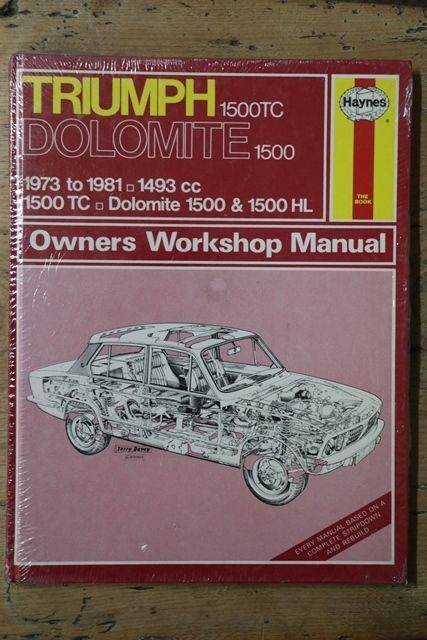 TRIUMPH 1500TC
DOLOMITE 1500
1973 to 1981 □ 1493 cc
1500 TC □ Dolomite 1500 & 1500 HL
Haynes
®
THE
BOOK
Owners Workshop Manual
Terry Davey
EVERY MANUAL BASED ON A
COMPLETE STRIPDOWN
AND REBUILD